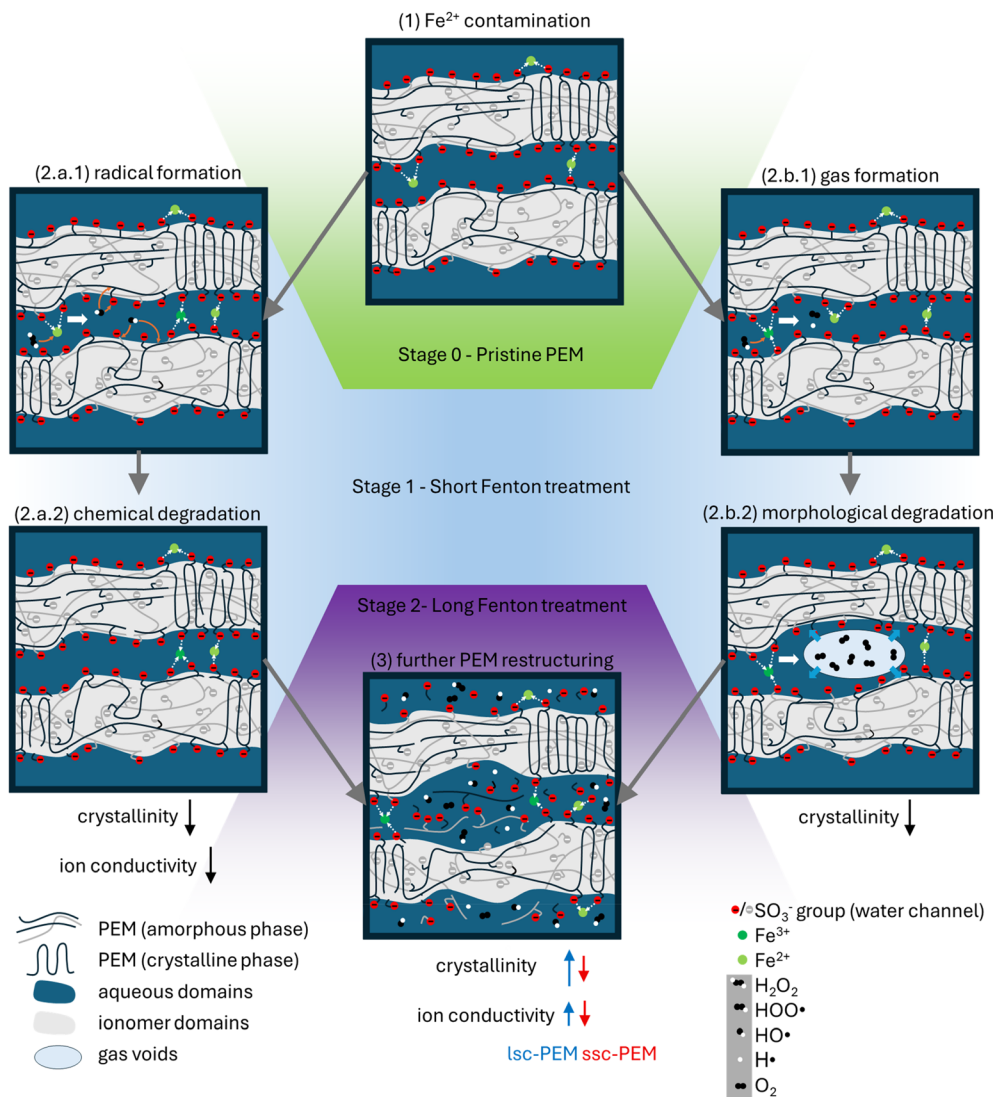 (1) Fe²⁺ contamination
(2.a.1) radical formation
(2.b.1) gas formation
Stage 0 - Pristine PEM
Stage 1 - Short Fenton treatment
(2.a.2) chemical degradation
(2.b.2) morphological degradation
Stage 2- Long Fenton treatment
(3) further PEM restructuring
crystallinity
ion conductivity
crystallinity
PEM (amorphous phase)
PEM (crystalline phase)
aqueous domains
ionomer domains
gas voids
crystallinity
ion conductivity
lsc-PEM ssc-PEM
/ SO₃⁻ group (water channel)
Fe³⁺
Fe²⁺
H₂O₂
HOO•
HO•
H•
O₂